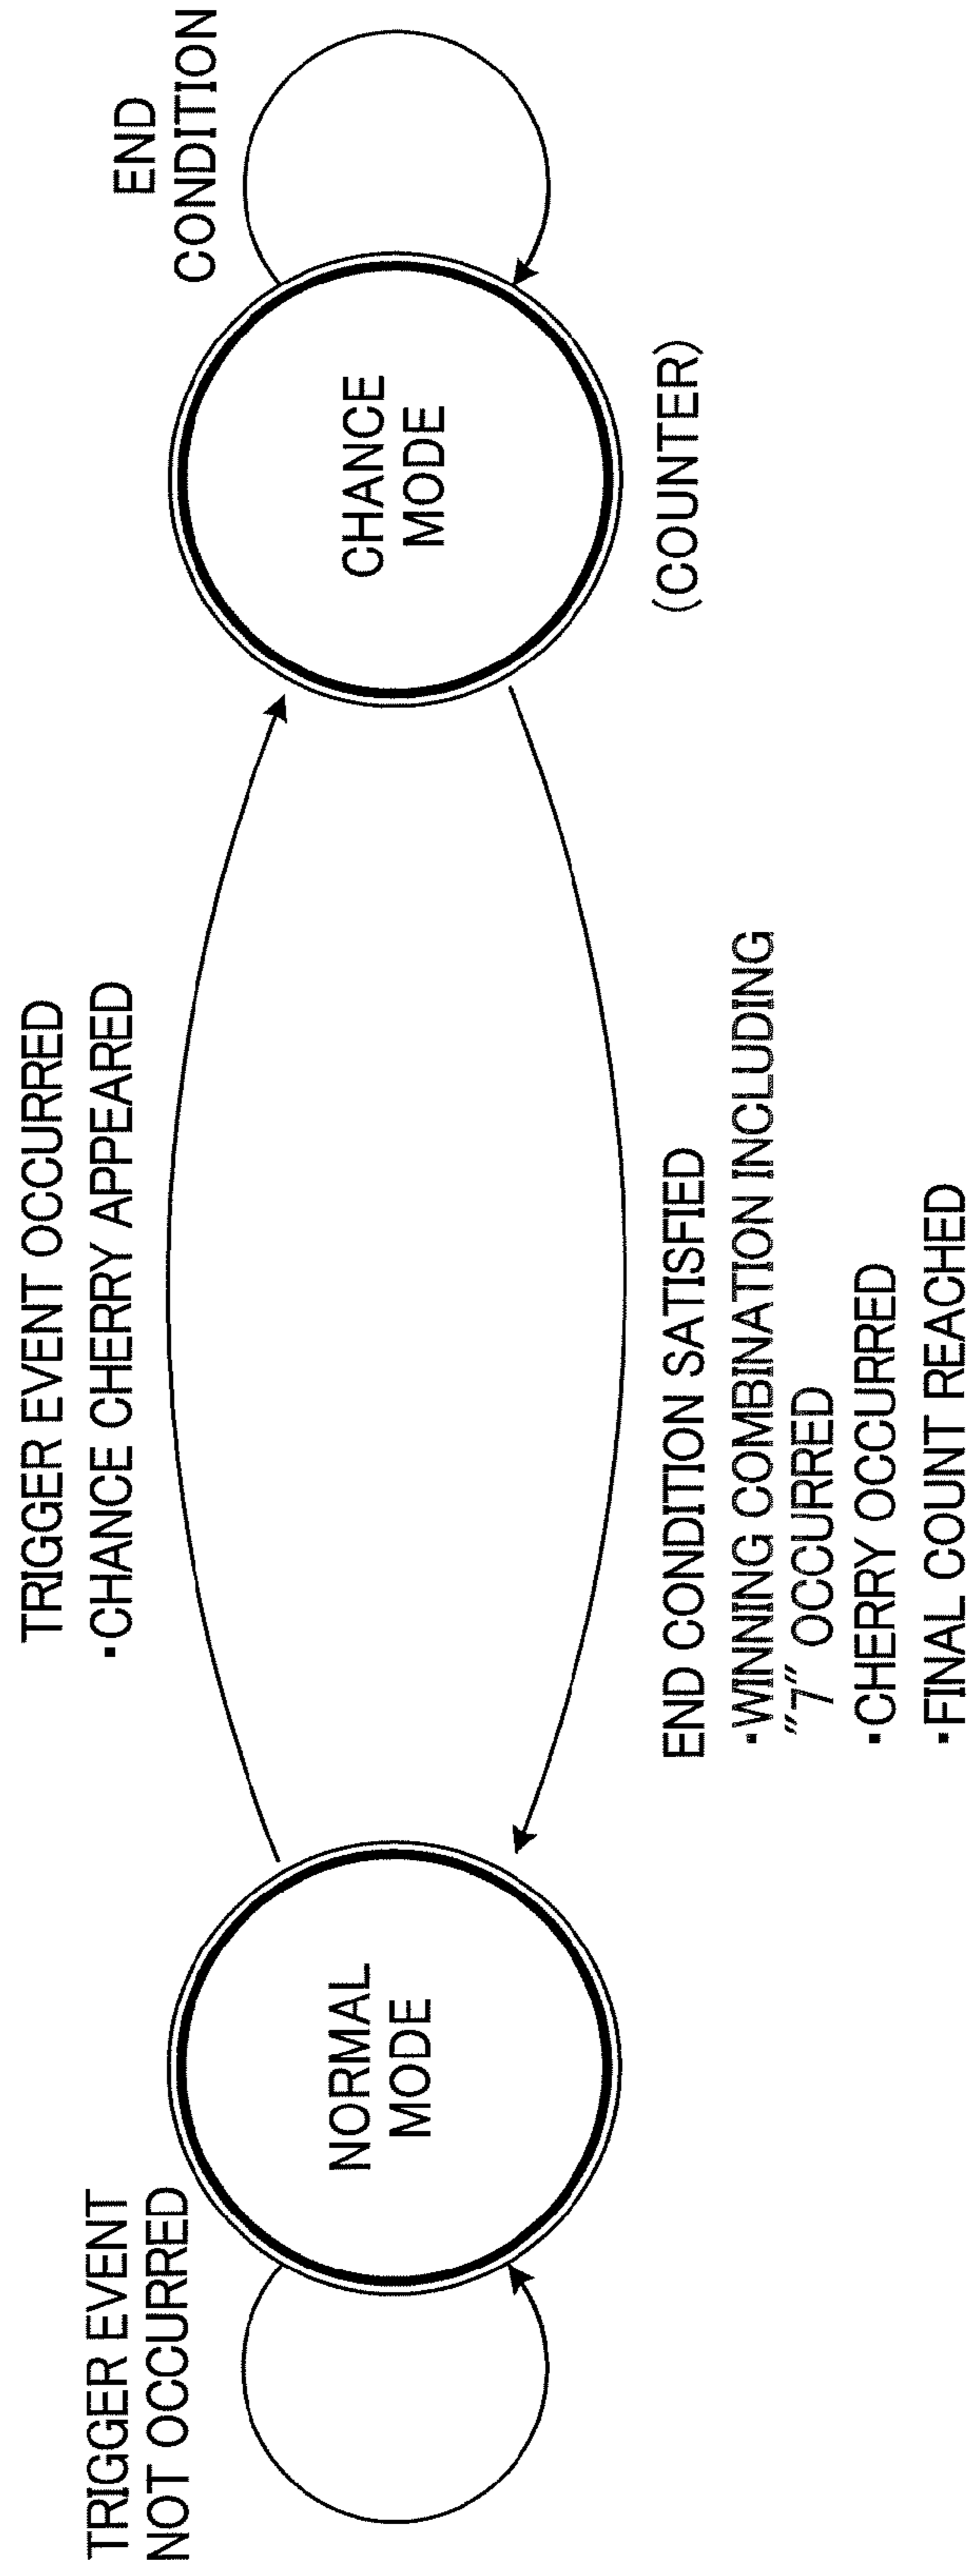 TRIGGER EVENT
NOT OCCURRED
NORMAL
MODE
TRIGGER EVENT OCCURRED
·CHANCE CHERRY APPEARED
END CONDITION SATISFIED
·WINNING COMBINATION INCLUDING
"7" OCCURRED
·CHERRY OCCURRED
·FINAL COUNT REACHED
CHANCE
MODE
(COUNTER)
END
CONDITION